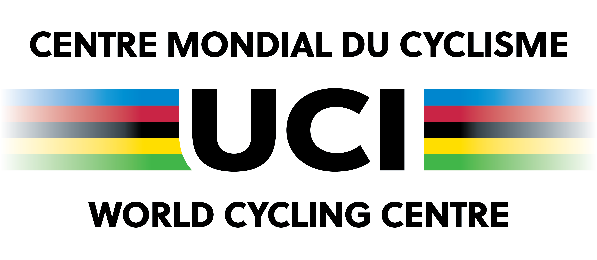 CENTRE MONDIAL DU CYCLISME
UCI
WORLD CYCLING CENTRE